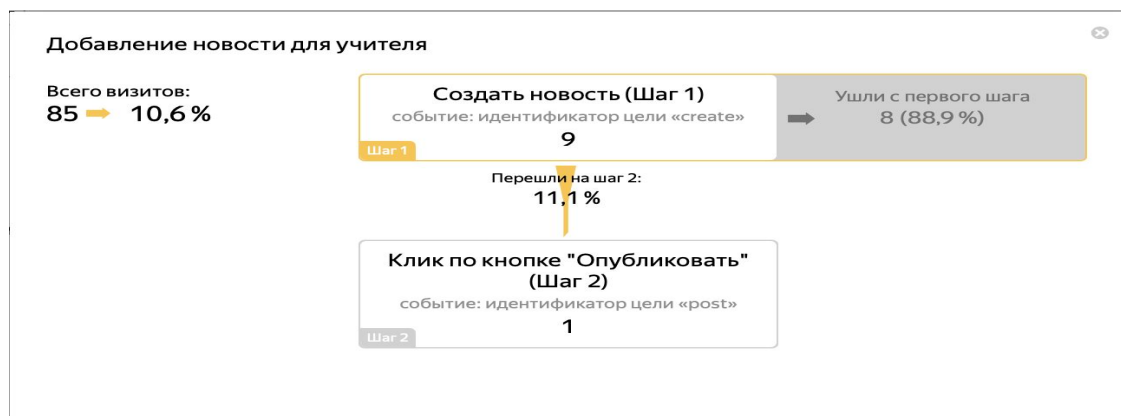 Добавление новости для учителя
Всего визитов:
85 10,6 %
Создать новость (Шаг 1)
событие: идентификатор цели «create»
9
Шаг 1
Ушли с первого шага
8 (88,9 %)
Перешли на шаг 2:
11,1 %
Клик по кнопке "Опубликовать"
(Шаг 2)
событие: идентификатор цели «post»
1
Шаг 2